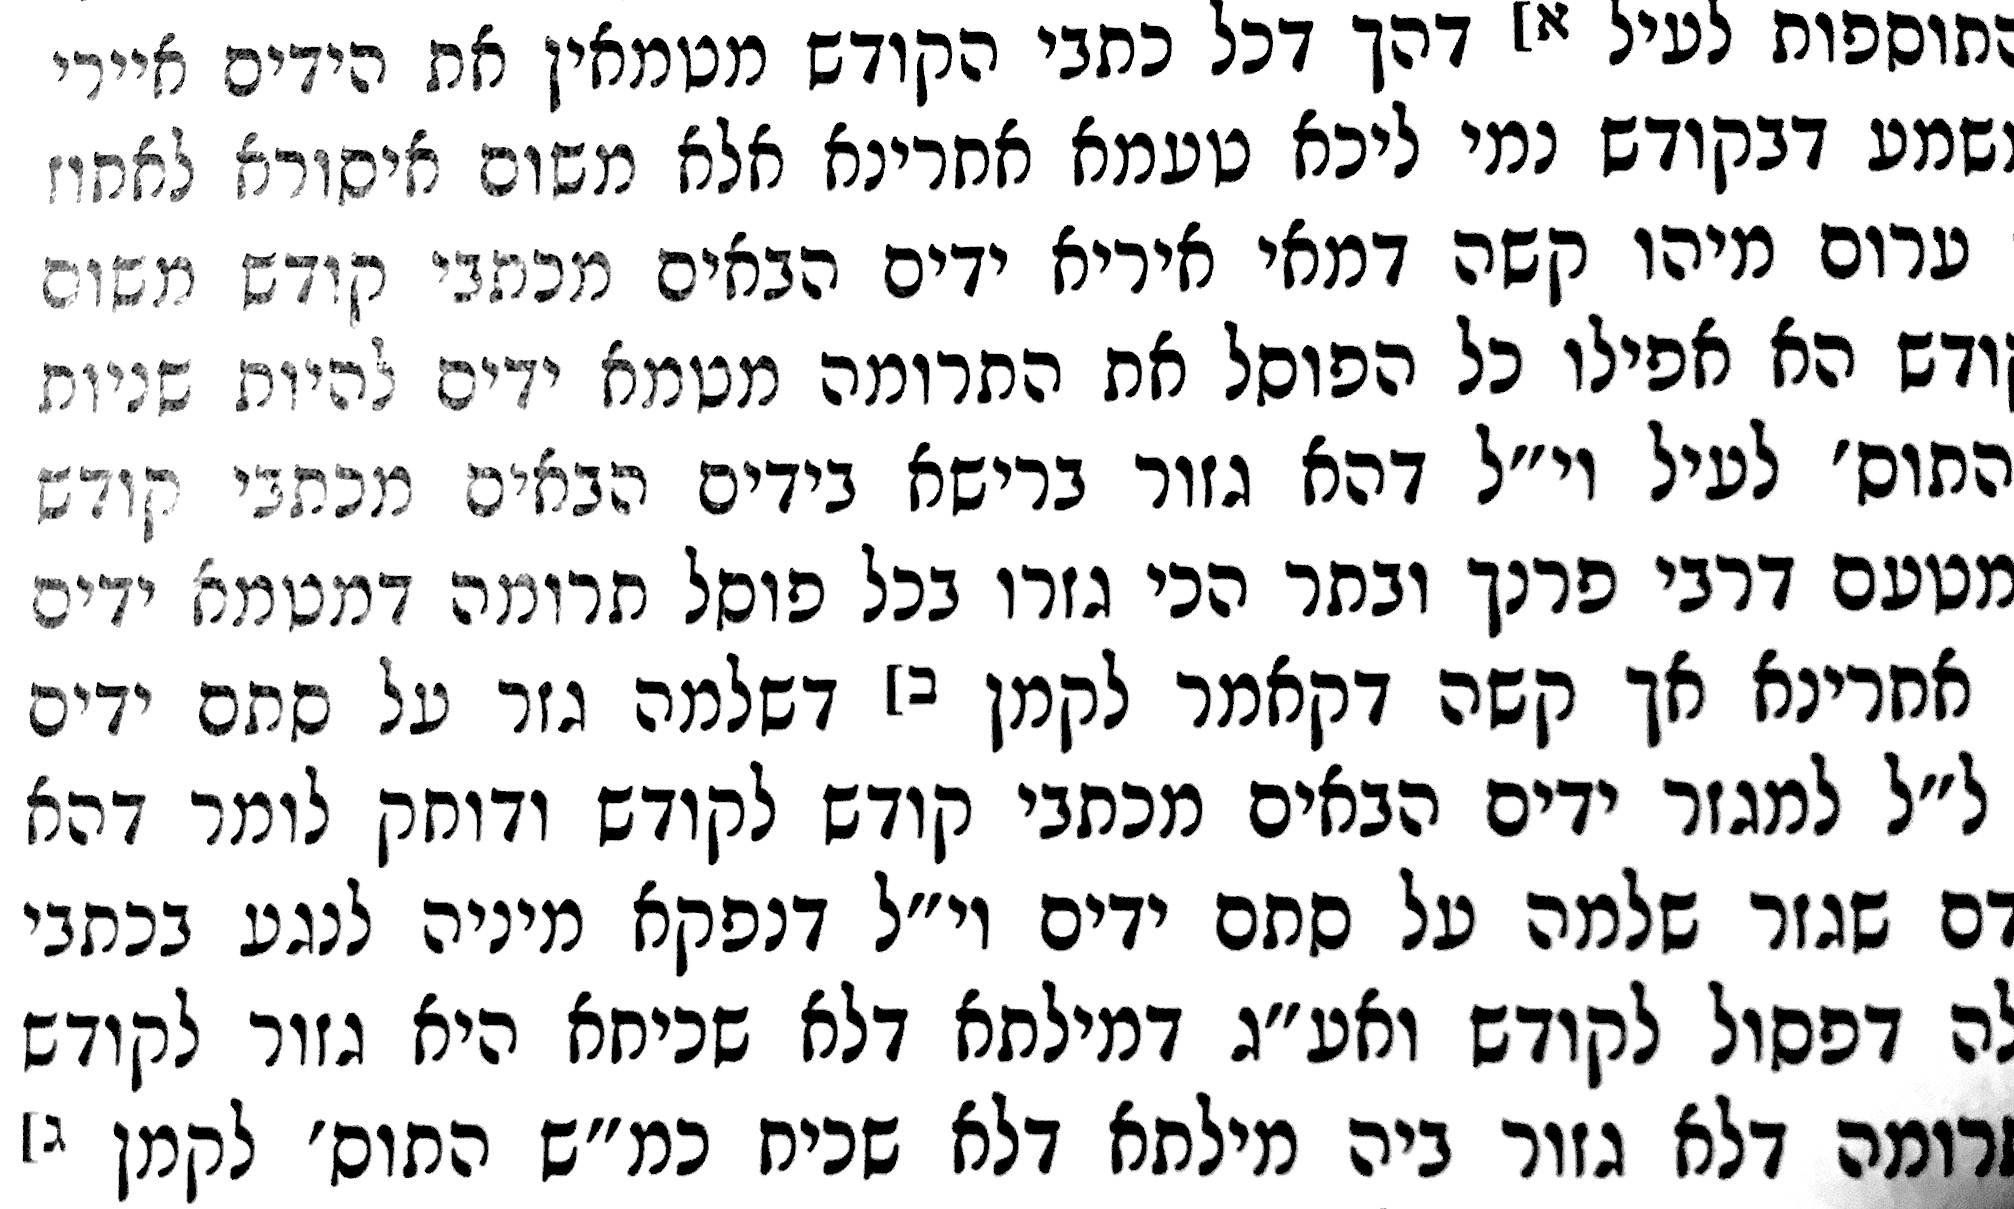 התוספות לעיל א] דהך דכל כתבי הקודש מטמאין את הידים איירי
משמע דבקודש נמי ליכא טעמא אחרינא אלא משום איסורא לאחוז
ערום מיהו קשה דמאי איריא ידים הבאים מכתבי קודש משום
קודש הא אפילו כל הפוסל את התרומה מטמא ידים להיות שניות
התוס׳ לעיל וי״ל דהא גזור ברישא בידים הבאים מכתבי קודש
מטעם דרבי פרנך ובתר הכי גזרו בכל פוסל תרומה דמטמא ידים
אחרינא אך קשה דקאמר לקמן ב] דשלמה גזר על סתם ידים
ל״ל למגזר ידים הבאים מכתבי קודש לקודש ודוחק לומר דהא
שגזר שלמה על סתם ידים וי״ל דנפקא מיניה לנגע בכתבי
דפסול לקודש ואע״ג דמילתא דלא שכיחא היא גזור לקודש
תרומה דלא גזור ביה מילתא דלא שכיח כמ״ש התוס׳ לקמן ג]